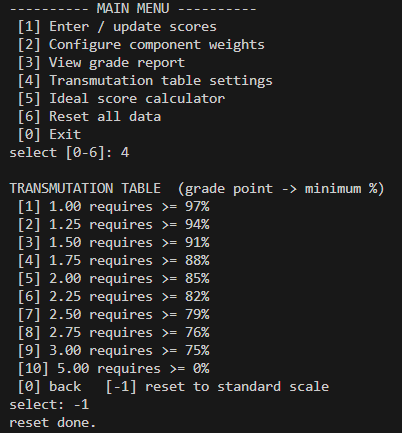 ---------- MAIN MENU ----------
[1] Enter / update scores
[2] Configure component weights
[3] View grade report
[4] Transmutation table settings
[5] Ideal score calculator
[6] Reset all data
[0] Exit
select [0-6]: 4
TRANSMUTATION TABLE  (grade point -> minimum %)
[1] 1.00 requires >= 97%
[2] 1.25 requires >= 94%
[3] 1.50 requires >= 91%
[4] 1.75 requires >= 88%
[5] 2.00 requires >= 85%
[6] 2.25 requires >= 82%
[7] 2.50 requires >= 79%
[8] 2.75 requires >= 76%
[9] 3.00 requires >= 75%
[10] 5.00 requires >= 0%
[0] back   [-1] reset to standard scale
select: -1
reset done.